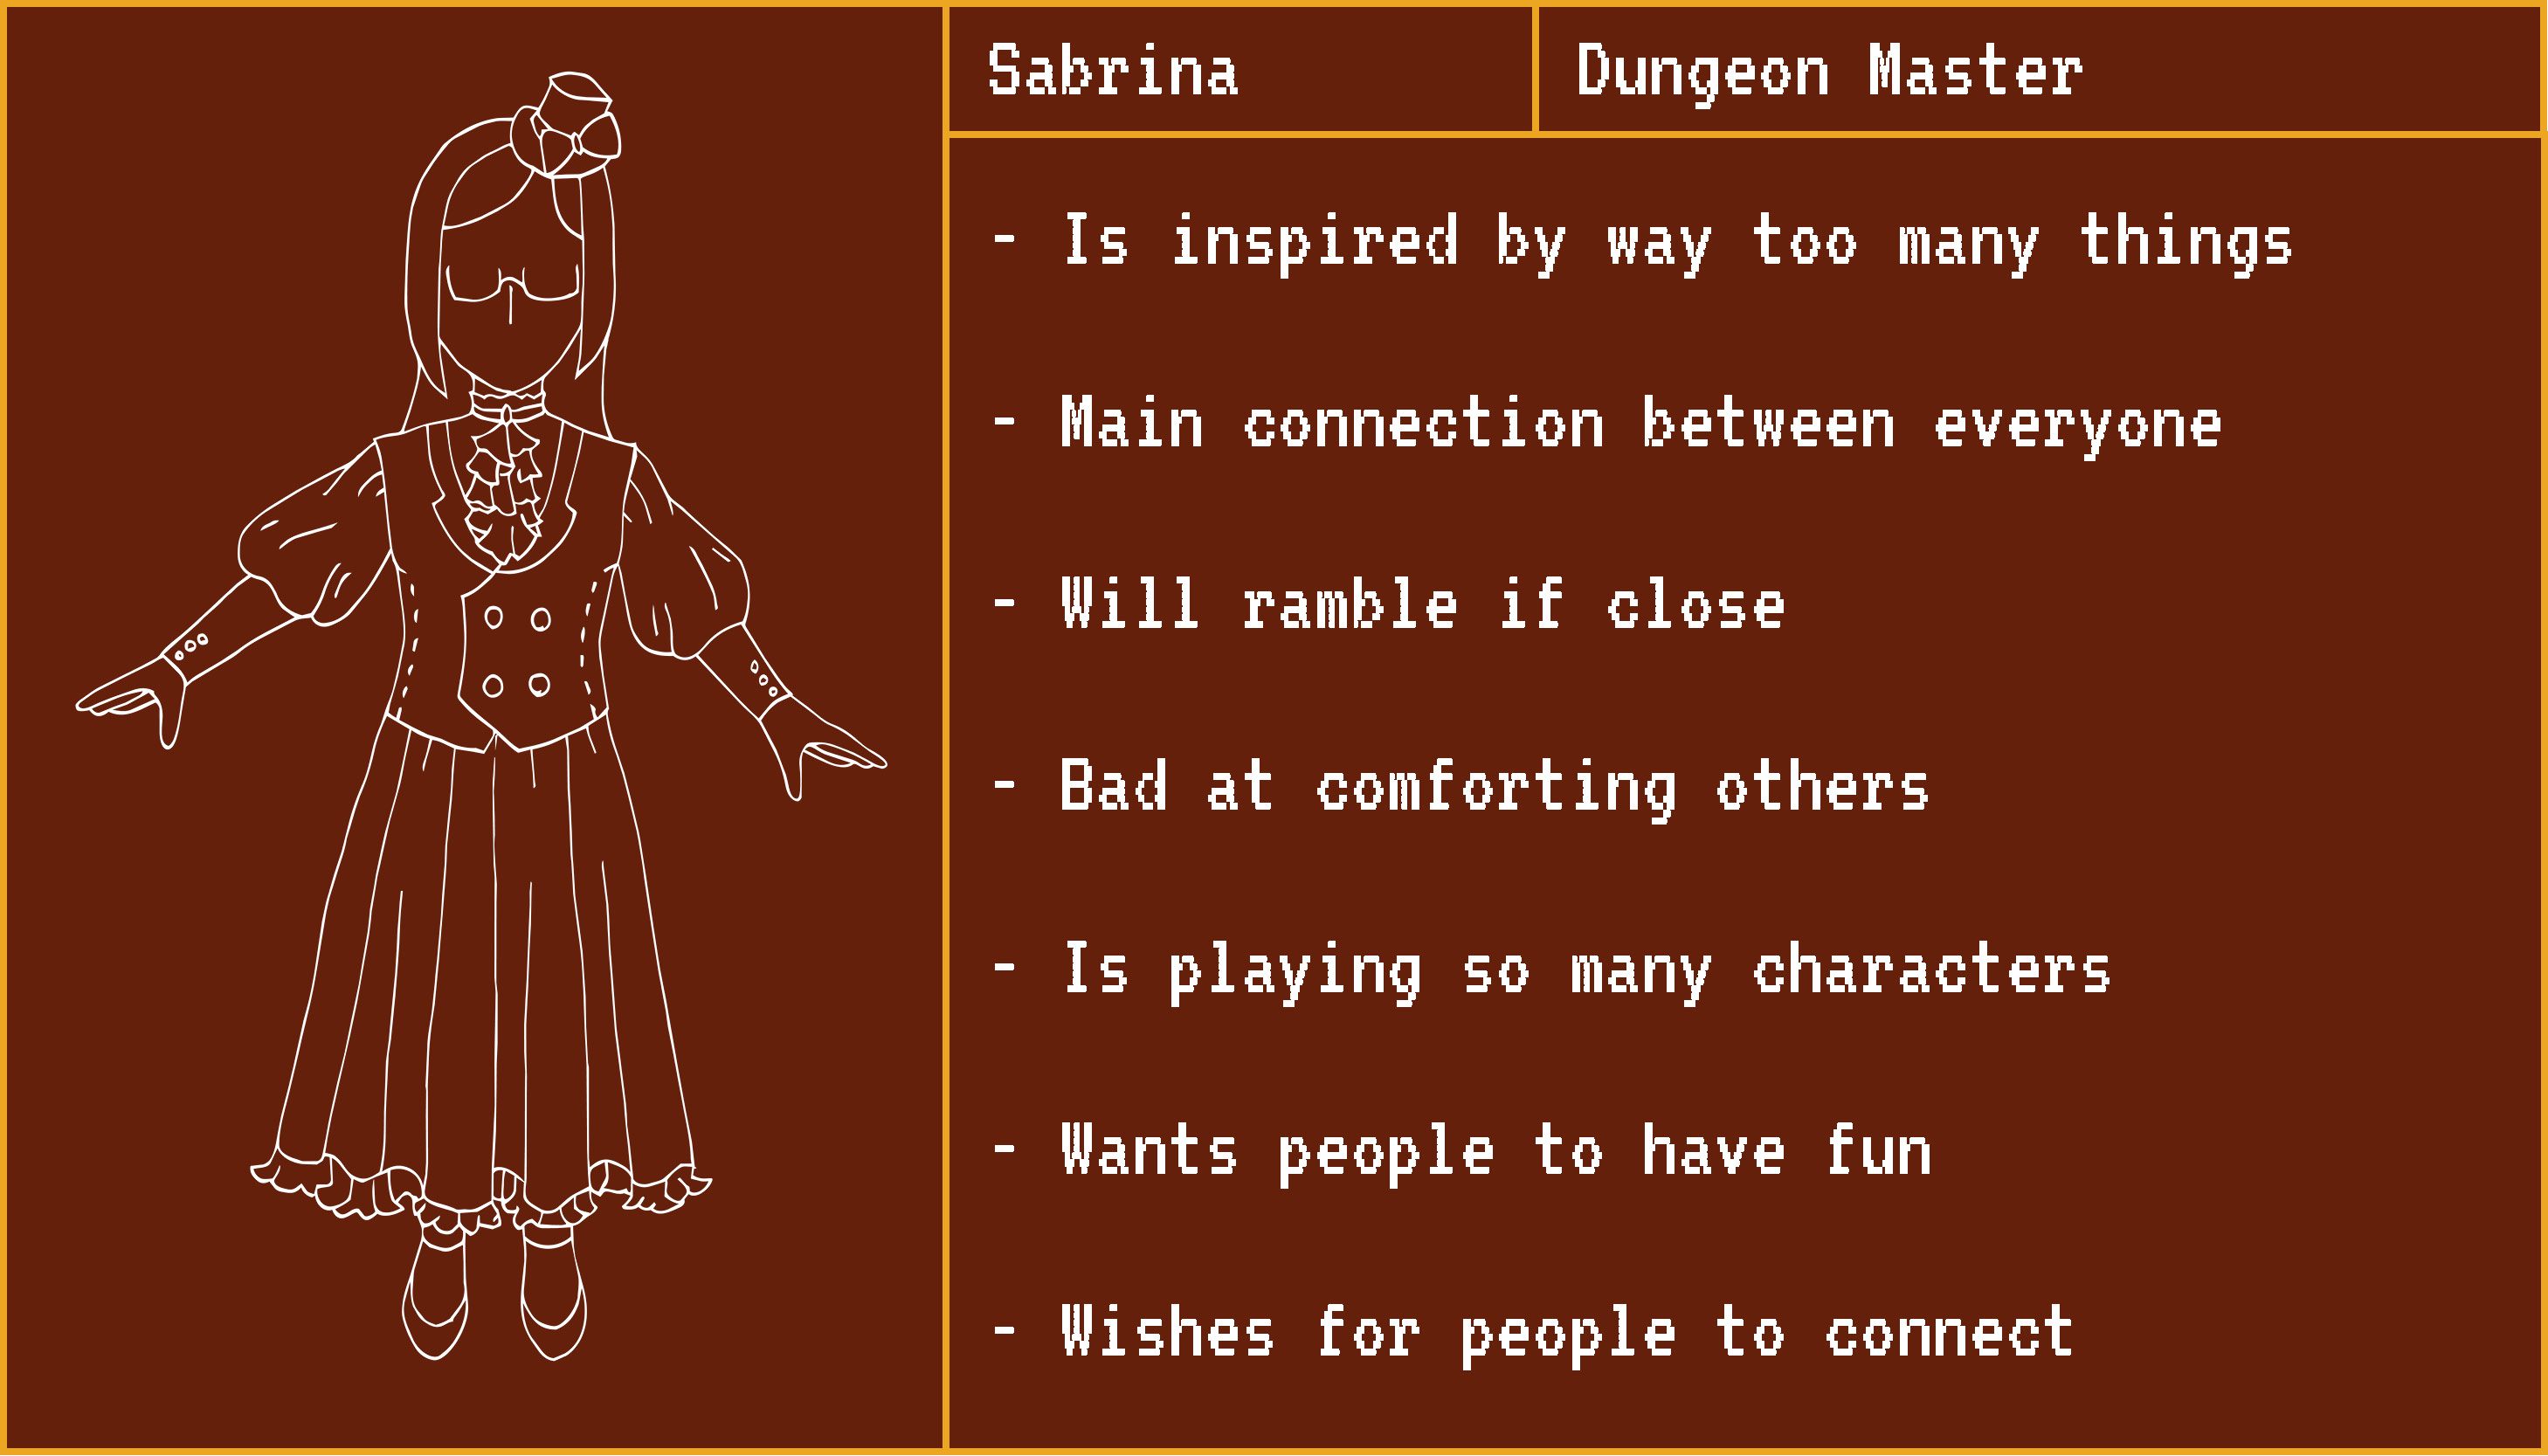 Sabrina
Dungeon Master
- Is inspired by way too many things
- Main connection between everyone
- Will ramble if close
- Bad at comforting others
- Is playing so many characters
- Wants people to have fun
- Wishes for people to connect